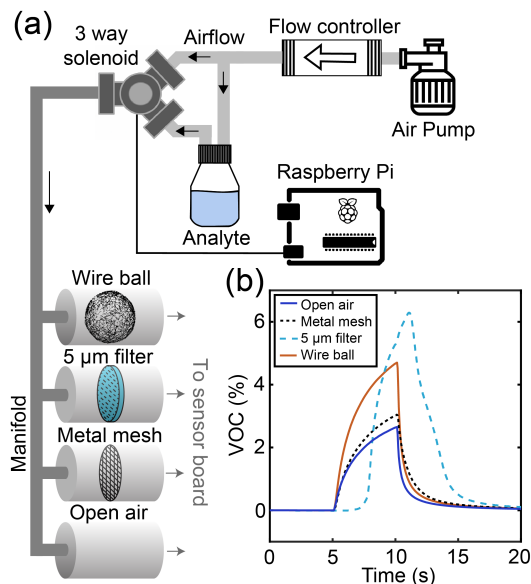 (a)
3 way
solenoid
Airflow
Flow controller
Air Pump
Raspberry Pi
Analyte
Manifold
Wire ball
5 µm filter
Metal mesh
Open air
To sensor board
(b)
Open air
Metal mesh
5 µm filter
Wire ball
VOC (%)
6
4
2
0
0 5 10 15 20
Time (s)